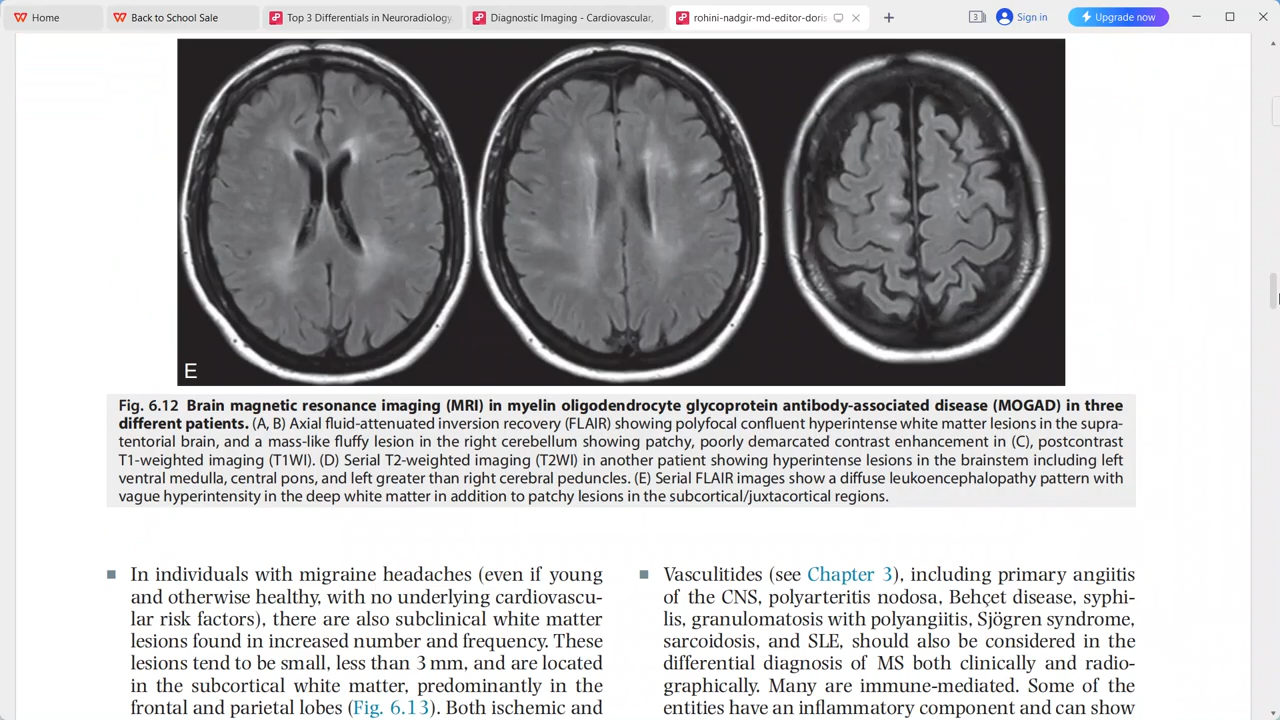 Home
Back to School Sale
Top 3 Differentials in Neuroradiology
Diagnostic Imaging - Cardiovascular,
rohini-nadgir-md-editor-doris
3
Sign in
Upgrade now
E
Fig. 6.12 Brain magnetic resonance imaging (MRI) in myelin oligodendrocyte glycoprotein antibody-associated disease (MOGAD) in three
different patients. (A, B) Axial fluid-attenuated inversion recovery (FLAIR) showing polyfocal confluent hyperintense white matter lesions in the supra-
tentorial brain, and a mass-like fluffy lesion in the right cerebellum showing patchy, poorly demarcated contrast enhancement in (C), postcontrast
T1-weighted imaging (T1WI). (D) Serial T2-weighted imaging (T2WI) in another patient showing hyperintense lesions in the brainstem including left
ventral medulla, central pons, and left greater than right cerebral peduncles. (E) Serial FLAIR images show a diffuse leukoencephalopathy pattern with
vague hyperintensity in the deep white matter in addition to patchy lesions in the subcortical/juxtacortical regions.
In individuals with migraine headaches (even if young
and otherwise healthy, with no underlying cardiovascu-
lar risk factors), there are also subclinical white matter
lesions found in increased number and frequency. These
lesions tend to be small, less than 3 mm, and are located
in the subcortical white matter, predominantly in the
frontal and parietal lobes (Fig. 6.13). Both ischemic and
Vasculitides (see Chapter 3), including primary angiitis
of the CNS, polyarteritis nodosa, Behçet disease, syphi-
lis, granulomatosis with polyangiitis, Sjögren syndrome,
sarcoidosis, and SLE, should also be considered in the
differential diagnosis of MS both clinically and radio-
graphically. Many are immune-mediated. Some of the
entities have an inflammatory component and can show